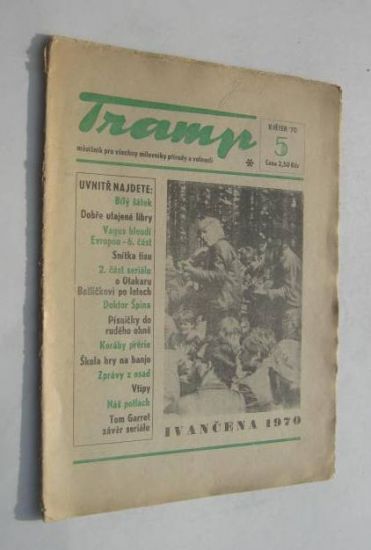 Tramp
KVĚTEN '70
5
Cena 2,50 Kčs
měsíčník pro všechny milovníky přírody a volnosti
*
UVNITŘ NAJDETE:
Bílý šátek
Dobře utajené libry
Vagus bloudí
Evropou - 6. část
Snítka tisu
2. část seriálu
o Otakaru
Batličkovi po letech
Doktor Špína
Písničky do
rudého ohně
Koráby prérie
Škola hry na banjo
Zprávy z osad
Vtipy
Náš potlach
Tom Garret
závěr seriálu
IVANČENA 1970